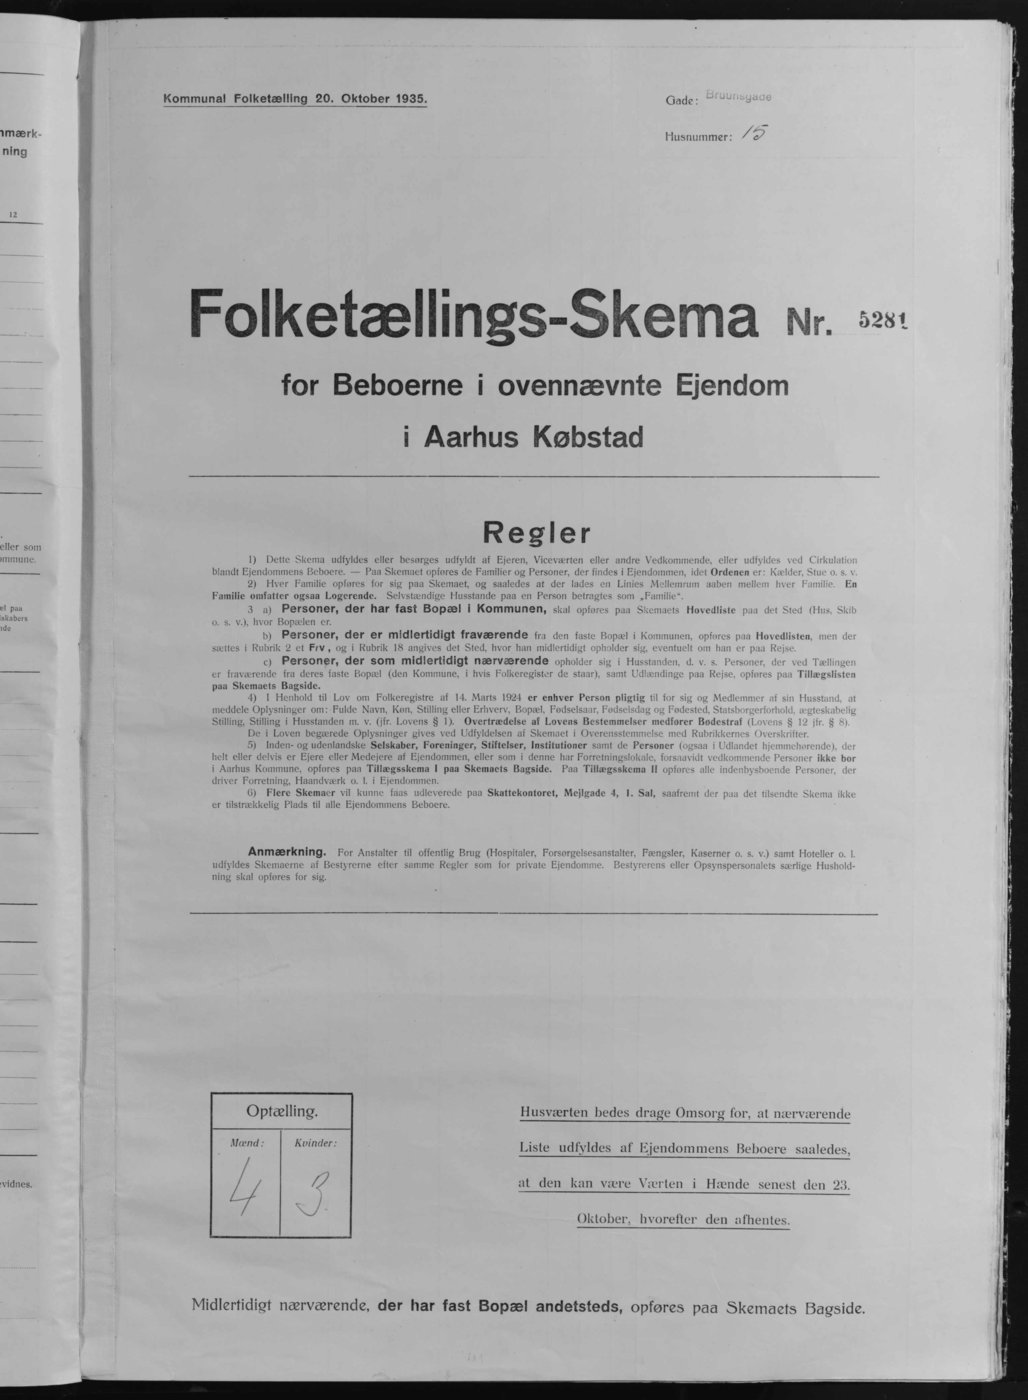 Kommunal Folketælling 20. Oktober 1935.
Gade: Bruunsgade
Husnummer: 15
Folketællings-Skema Nr. 5281
for Beboerne i ovennævnte Ejendom
i Aarhus Købstad
Regler
1) Dette Skema udfyldes eller besørges udfyldt af Ejeren, Viceværten eller andre Vedkommende, eller udfyldes ved Cirkulation
blandt Ejendommens Beboere. — Paa Skemaet opføres de Familier og Personer, der findes i Ejendommen, idet Ordenen er: Kælder, Stue o. s. v.
2) Hver Familie opføres for sig paa Skemaet, og saaledes at der lades en Linies Mellemrum aaben mellem hver Familie. En
Familie omfatter ogsaa Logerende. Selvstændige Husstande paa en Person betragtes som „Familie“.
3 a) Personer, der har fast Bopæl i Kommunen, skal opføres paa Skemaets Hovedliste paa det Sted (Hus, Skib
o. s. v.), hvor Bopælen er.
b) Personer, der er midlertidigt fraværende fra den faste Bopæl i Kommunen, opføres paa Hovedlisten, men der
sættes i Rubrik 2 et Frv, og i Rubrik 18 angives det Sted, hvor han midlertidigt opholder sig, eventuelt om han er paa Rejse.
c) Personer, der som midlertidigt nærværende opholder sig i Husstanden, d. v. s. Personer, der ved Tællingen
er fraværende fra deres faste Bopæl (den Kommune, i hvis Folkeregister de staar), samt Udlændinge paa Rejse, opføres paa Tillægslisten
paa Skemaets Bagside.
4) I Henhold til Lov om Folkeregistre af 14. Marts 1924 er enhver Person pligtig til for sig og Medlemmer af sin Husstand, at
meddele Oplysninger om: Fulde Navn, Køn, Stilling eller Erhverv, Bopæl, Fødselsaar, Fødselsdag og Fødested, Statsborgerforhold, ægteskabelig
Stilling, Stilling i Husstanden m. v. (jfr. Lovens § 1). Overtrædelse af Lovens Bestemmelser medfører Bødestraf (Lovens § 12 jfr. § 8).
De i Loven begærede Oplysninger gives ved Udfyldelsen af Skemaet i Overensstemmelse med Rubrikkernes Overskrifter.
5) Inden- og udenlandske Selskaber, Foreninger, Stiftelser, Institutioner samt de Personer (ogsaa i Udlandet hjemmehørende), der
helt eller delvis er Ejere eller Medejere af Ejendommen, eller som i denne har Forretningslokale, forsaavidt vedkommende Personer ikke bor
i Aarhus Kommune, opføres paa Tillægsskema I paa Skemaets Bagside. Paa Tillægsskema II opføres alle indenbysboende Personer, der
driver Forretning, Haandværk o. l. i Ejendommen.
6) Flere Skemaer vil kunne faas udleverede paa Skattekontoret, Mejlgade 4, 1. Sal, saafremt der paa det tilsendte Skema ikke
er tilstrækkelig Plads til alle Ejendommens Beboere.
Anmærkning. For Anstalter til offentlig Brug (Hospitaler, Forsørgelsesanstalter, Fængsler, Kaserner o. s. v.) samt Hoteller o. l.
udfyldes Skemaerne af Bestyrerne efter samme Regler som for private Ejendomme. Bestyrerens eller Opsynspersonalets særlige Hushold-
ning skal opføres for sig.
Optælling.
Mænd: Kvinder:
4 3
Husværten bedes drage Omsorg for, at nærværende
Liste udfyldes af Ejendommens Beboere saaledes,
at den kan være Værten i Hænde senest den 23.
Oktober, hvorefter den afhentes.
Midlertidigt nærværende, der har fast Bopæl andetsteds, opføres paa Skemaets Bagside.